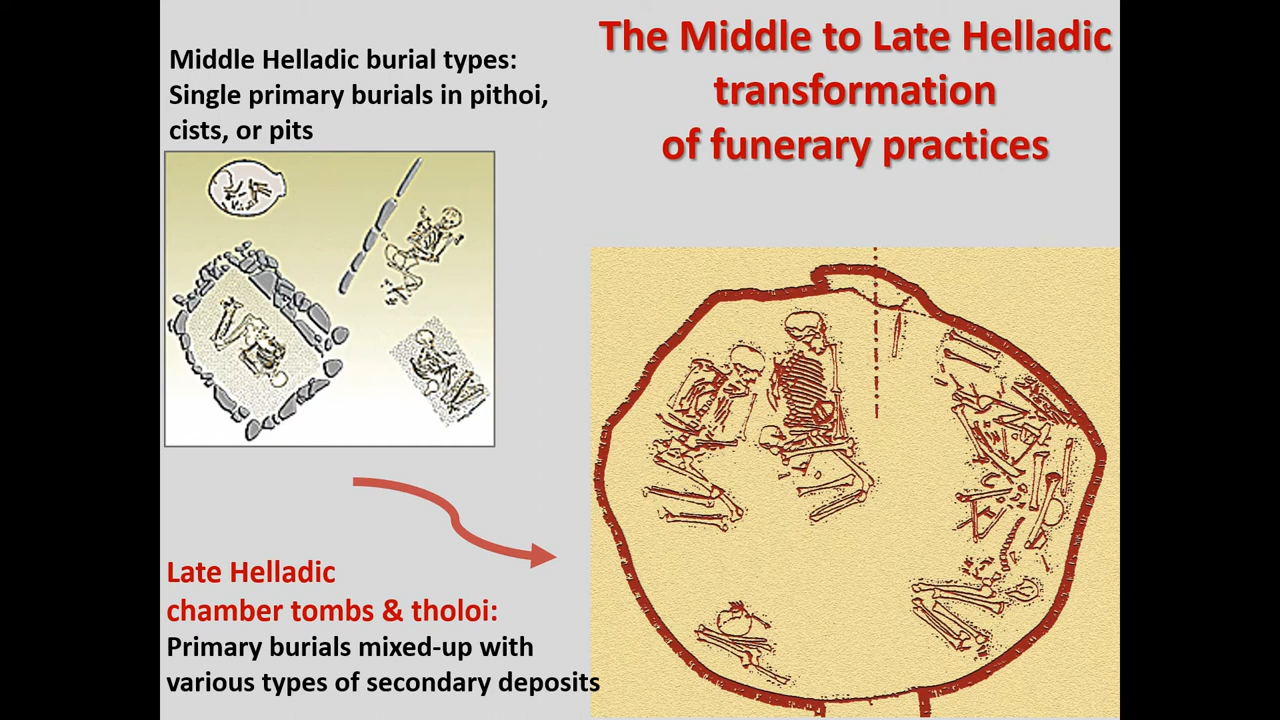 The Middle to Late Helladic
transformation
of funerary practices
Middle Helladic burial types:
Single primary burials in pithoi,
cists, or pits
Late Helladic
chamber tombs & tholoi:
Primary burials mixed-up with
various types of secondary deposits